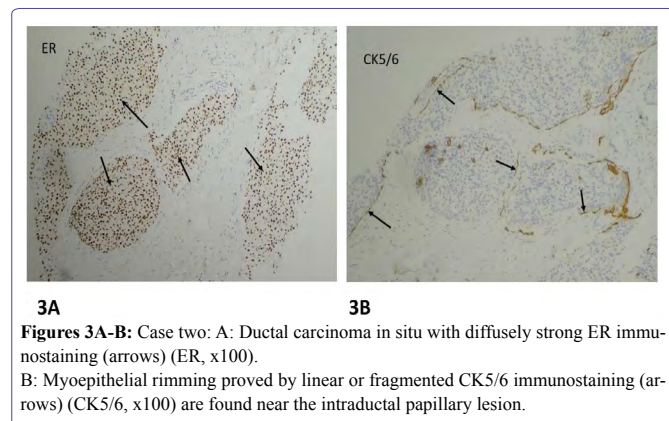 ER
CK5/6
3A
3B
Figures 3A-B: Case two: A: Ductal carcinoma in situ with diffusely strong ER immu-
nostaining (arrows) (ER, x100).
B: Myoepithelial rimming proved by linear or fragmented CK5/6 immunostaining (ar-
rows) (CK5/6, x100) are found near the intraductal papillary lesion.